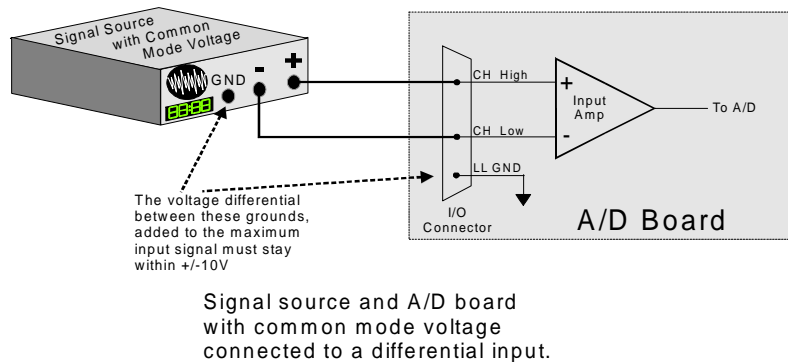 Signal Source
with Common
Mode Voltage
GND
-
+
88:88
The voltage differential
between these grounds,
added to the maximum
input signal must stay
within +/-10V
CH High
CH Low
LL GND
I/O
Connector
+
-
Input
Amp
To A/D
A/D Board
Signal source and A/D board
with common mode voltage
connected to a differential input.